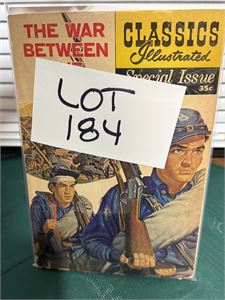 THE WAR
BETWEEN
CLASSICS
Illustrated
Special Issue
35c
LOT
184